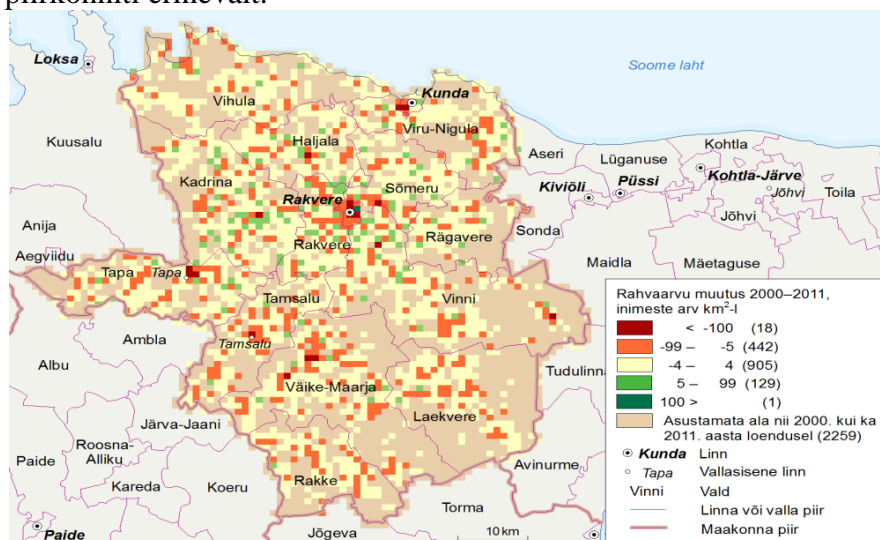 piirkonniti erinevalt.
Loksa
Soome laht
Kunda
Vihula
Viru-Nigula
Kuusalu
Haljala
Aseri
Kohtla
Lüganuse
Kadrina
Sõmeru
Kohtla-Järve
Kiviõli
Püssi
Jõhvi
Toila
Rakvere
Jõhvi
Anija
Rägavere
Sonda
Aegviidu
Rakvere
Maidla
Mäetaguse
Tapa
Tapa
Tamsalu
Vinni
Ambla
Tamsalu
Albu
Tudulinna
Väike-Maarja
Järva-Jaani
Laekvere
Roosna-Alliku
Paide
Avinurme
Kareda
Koeru
Rakke
Torma
Paide
Jõgeva
10 km
Rahvaarvu muutus 2000–2011,
inimeste arv km²-l
< -100 (18)
-99 – -5 (442)
-4 – 4 (905)
5 – 99 (129)
100 > (1)
Asustamata ala nii 2000. kui ka
2011. aasta loendusel (2259)
Kunda Linn
Tapa Vallasisene linn
Vinni Vald
Linna või valla piir
Maakonna piir